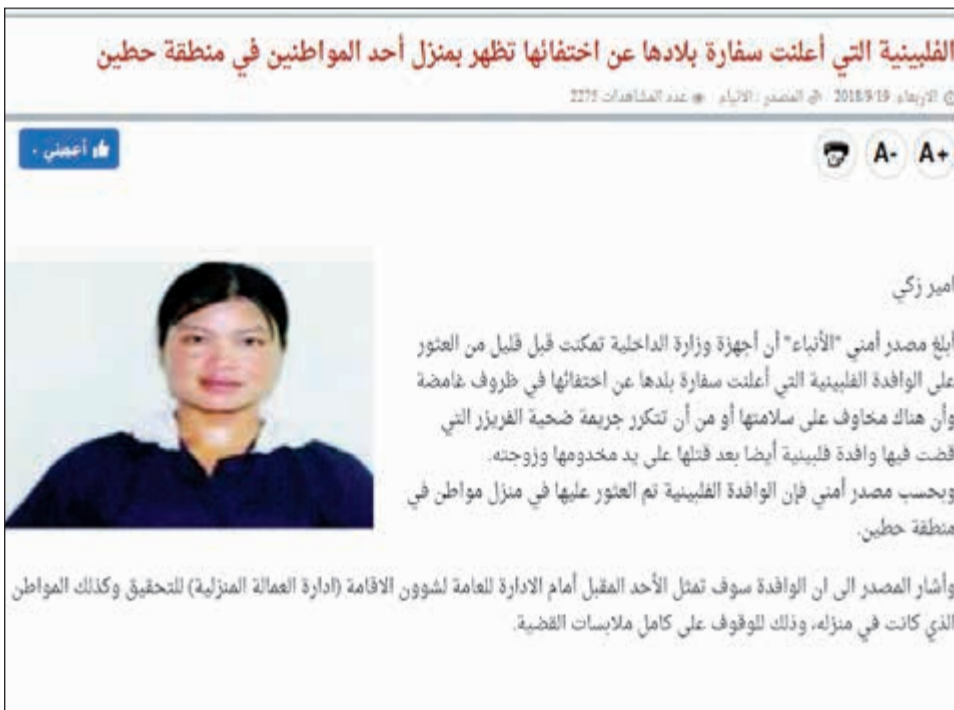 الفلبينية التي أعلنت سفارة بلادها عن اختفائها تظهر بمنزل أحد المواطنين في منطقة حطين
الاربعاء 2018/9/19 المصدر : الانباء عدد المشاهدات 2275
أعجبني
A- A+
امير زكي
أبلغ مصدر أمني "الأنباء" أن أجهزة وزارة الداخلية تمكنت قبل قليل من العثور
على الوافدة الفلبينية التي أعلنت سفارة بلدها عن اختفائها في ظروف غامضة
وأن هناك مخاوف على سلامتها أو من أن تتكرر جريمة ضحية الفريزر التي
قضت فيها وافدة فلبينية أيضا بعد قتلها على يد مخدومها وزوجته.
وبحسب مصدر أمني فإن الوافدة الفلبينية تم العثور عليها في منزل مواطن في
منطقة حطين.
وأشار المصدر الى ان الوافدة سوف تمثل الأحد المقبل أمام الادارة للعامة لشوون الاقامة (ادارة العمالة المنزلية) للتحقيق وكذلك المواطن
الذي كانت في منزله، وذلك للوقوف على كامل ملابسات القضية.